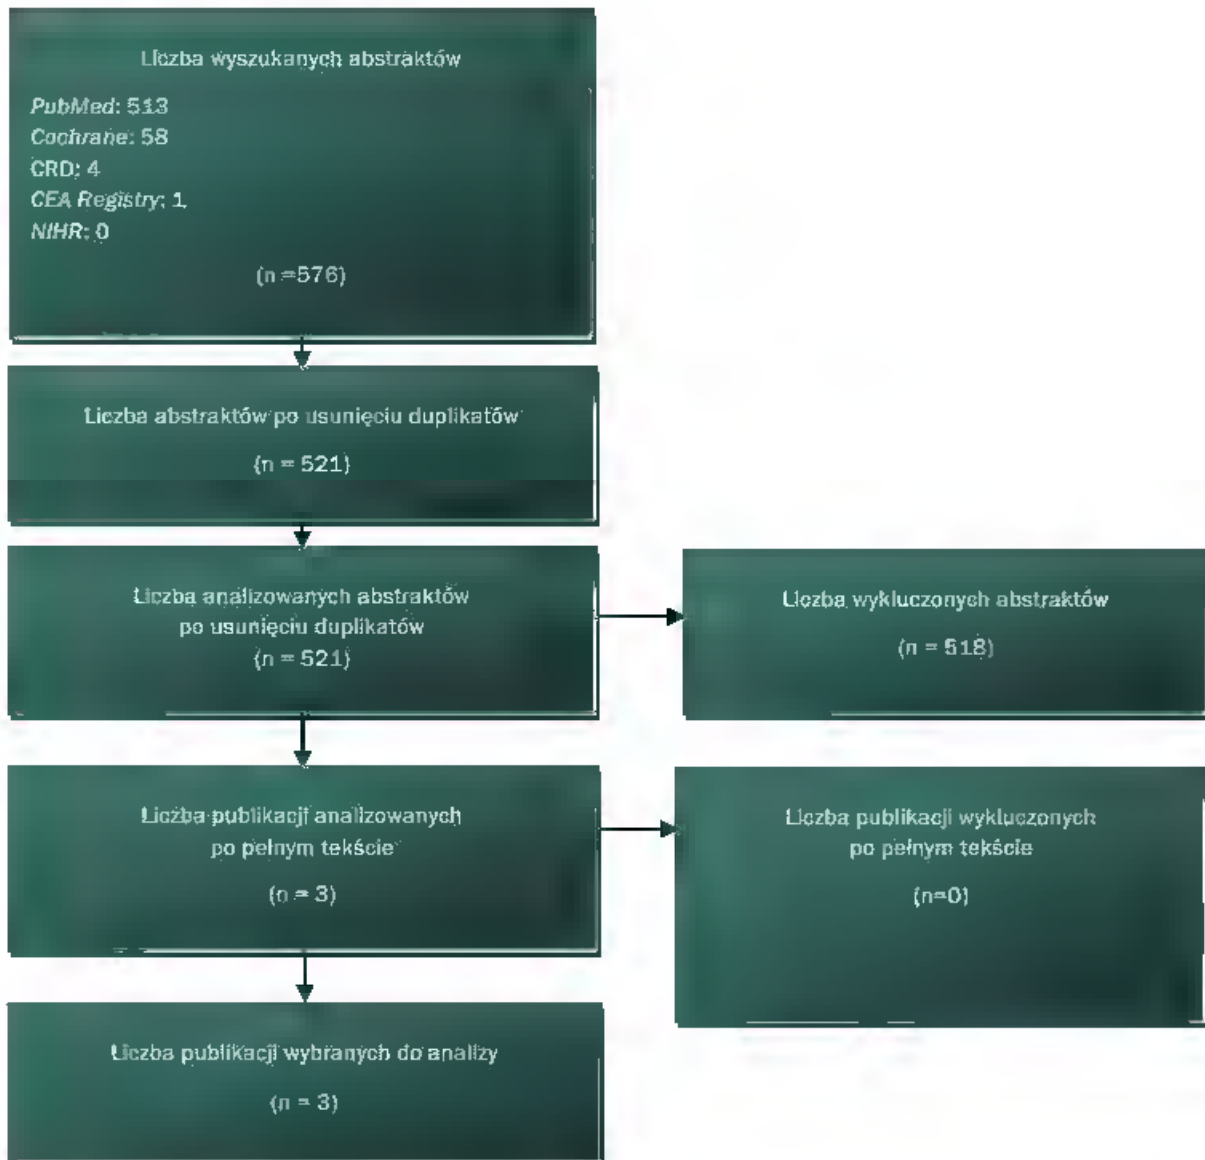 Liczba wyszukanych abstraktów
PubMed: 513
Cochrane: 58
CRD: 4
CEA Registry: 1
NIHR: 0
(n =576)
Liczba abstraktów po usunięciu duplikatów
(n = 521)
Liczba analizowanych abstraktów
po usunięciu duplikatów
(n = 521)
Liczba wykluczonych abstraktów
(n = 518)
Liczba publikacji analizowanych
po pełnym tekście
(n = 3)
Liczba publikacji wykluczonych
po pełnym tekście
(n=0)
Liczba publikacji wybranych do analizy
(n = 3)